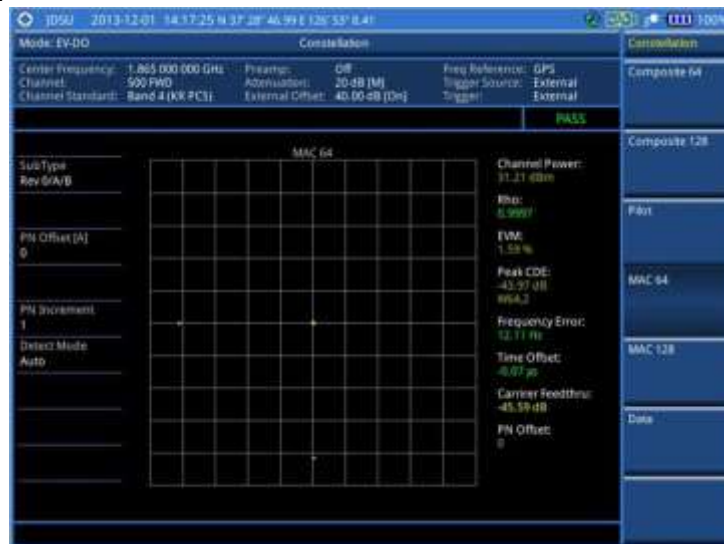 JDSU 2013-12-01 14:17:25 N 37° 28' 46.99 E 126° 53' 8.41
100%
Mode: EV-DO
Constellation
Constellation
Center Frequency: 1.865 000 000 GHz
Channel: 500 FWD
Channel Standard: Band 4 (KR PCS)
Preamp: Off
Attenuation: 20 dB [M]
External Offset: 40.00 dB [On]
Freq Reference: GPS
Trigger Source: External
Trigger: External
PASS
MAC 64
SubType
Rev 0/A/B
PN Offset [A]
0
PN Increment
1
Detect Mode
Auto
Channel Power:
31.21 dBm
Rho:
0.9997
EVM:
1.59 %
Peak CDE:
-43.97 dB
W64,2
Frequency Error:
12.11 Hz
Time Offset:
-0.07 µs
Carrier Feedthru:
-45.59 dB
PN Offset:
0
Composite 64
Composite 128
Pilot
MAC 64
MAC 128
Data